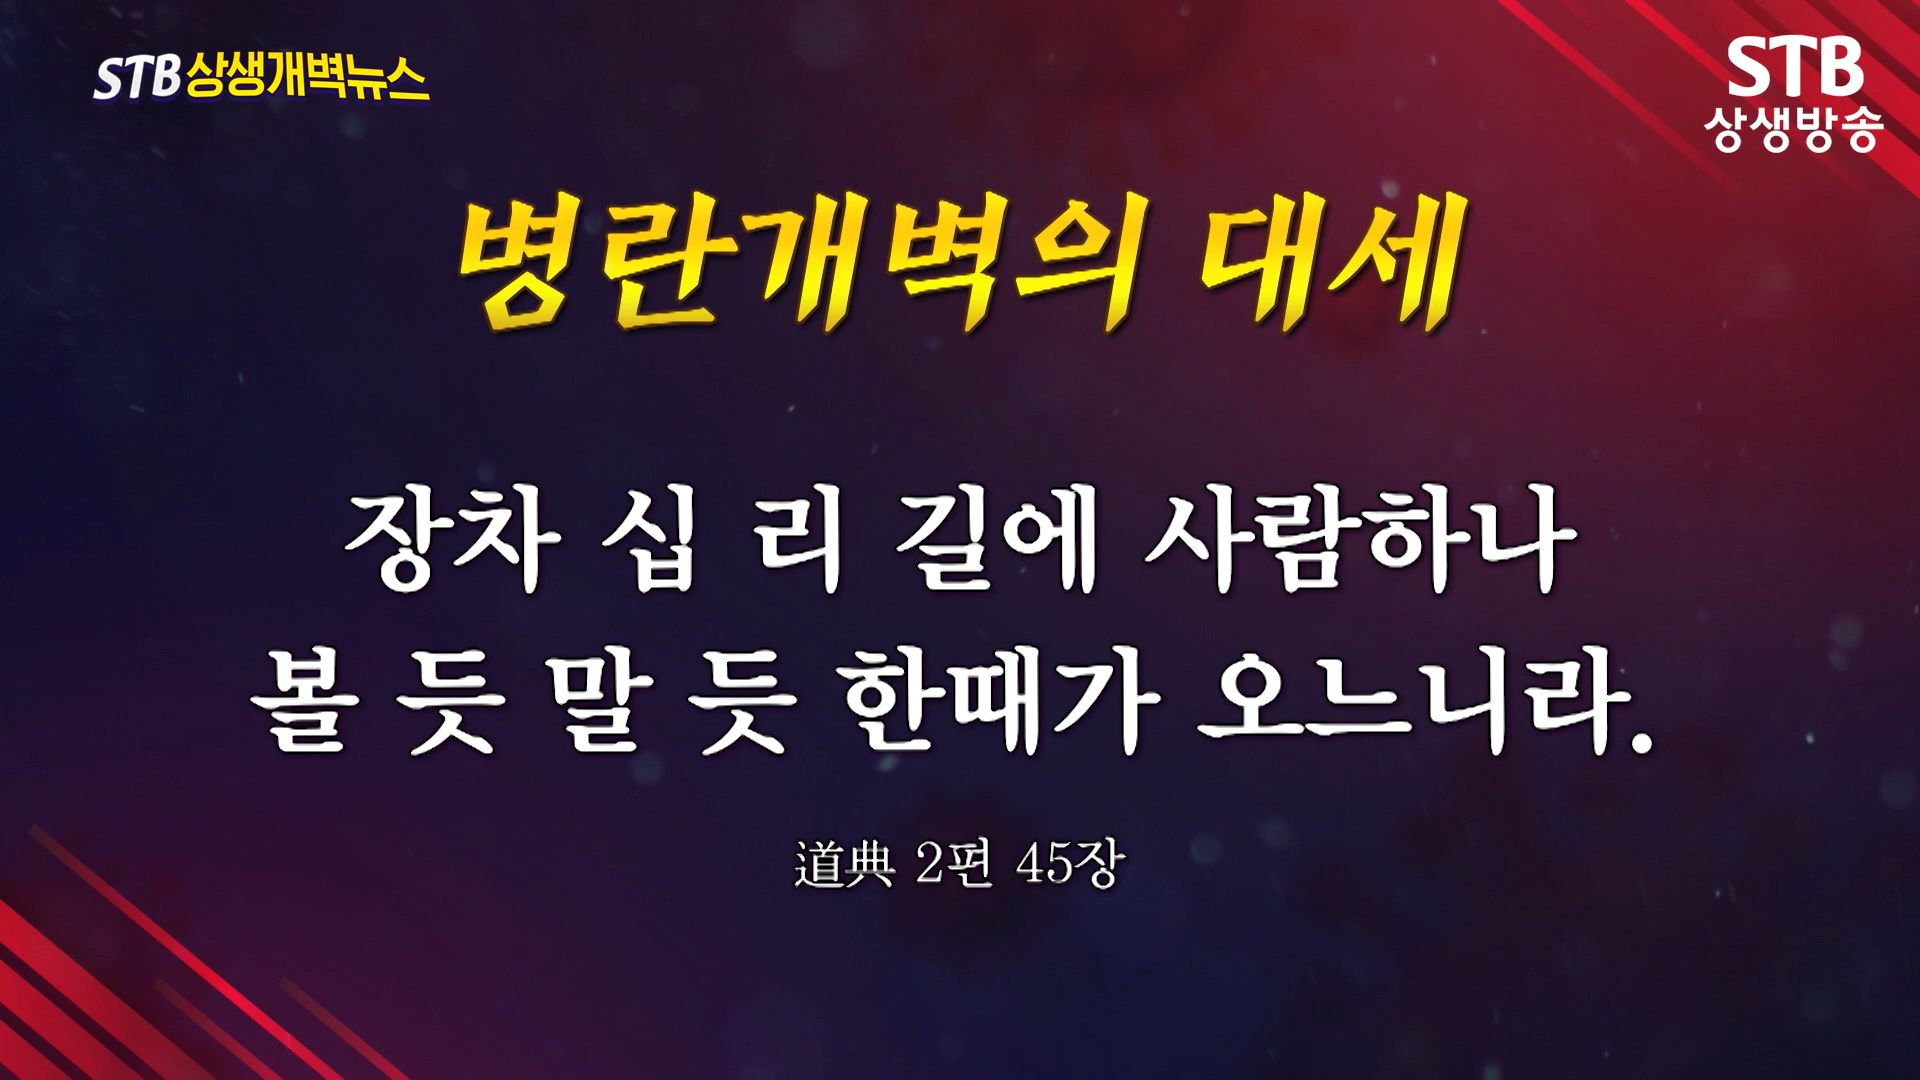 STB상생개벽뉴스
STB
상생방송
병란개벽의 대세
장차 십 리 길에 사람하나
볼 듯 말 듯 한때가 오느니라.
道典 2편 45장